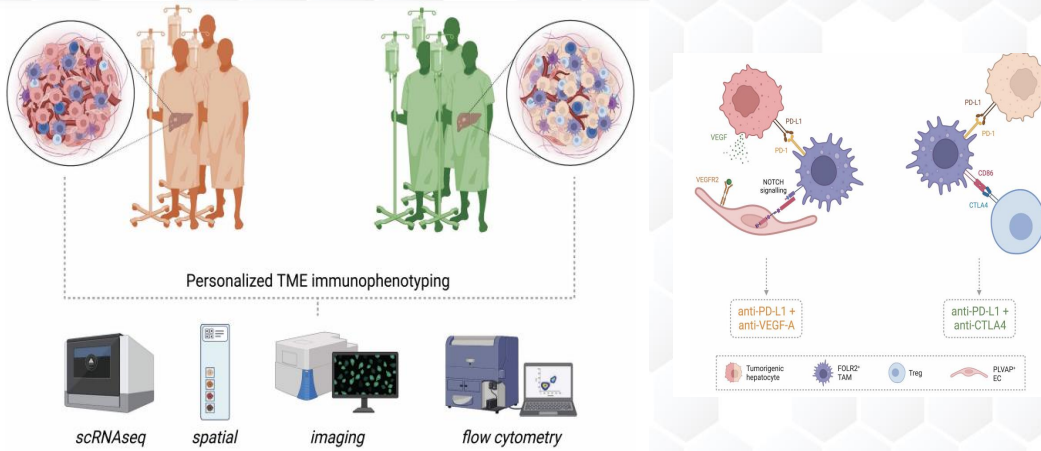 Personalized TME immunophenotyping
scRNAseq
spatial
imaging
flow cytometry
PD-L1
VEGF
PD-1
VEGFR2
NOTCH
signalling
PD-L1
PD-1
CD86
CTLA4
anti-PD-L1 +
anti-VEGF-A
anti-PD-L1 +
anti-CTLA4
Tumorigenic
hepatocyte
FOLR2⁺
TAM
Treg
PLVAP⁺
EC